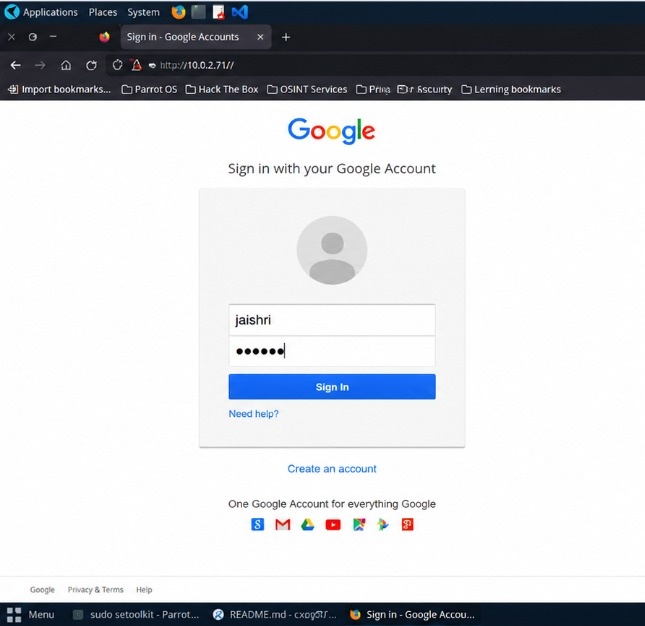 Applications Places System
Sign in - Google Accounts
http://10.0.2.71//
Import bookmarks... Parrot OS Hack The Box OSINT Services Lerning bookmarks
Google
Sign in with your Google Account
jaishri
••••••
Sign In
Need help?
Create an account
One Google Account for everything Google
Google Privacy & Terms Help
Menu sudo setoolkit - Parrot... README.md - Sign in - Google Accou...